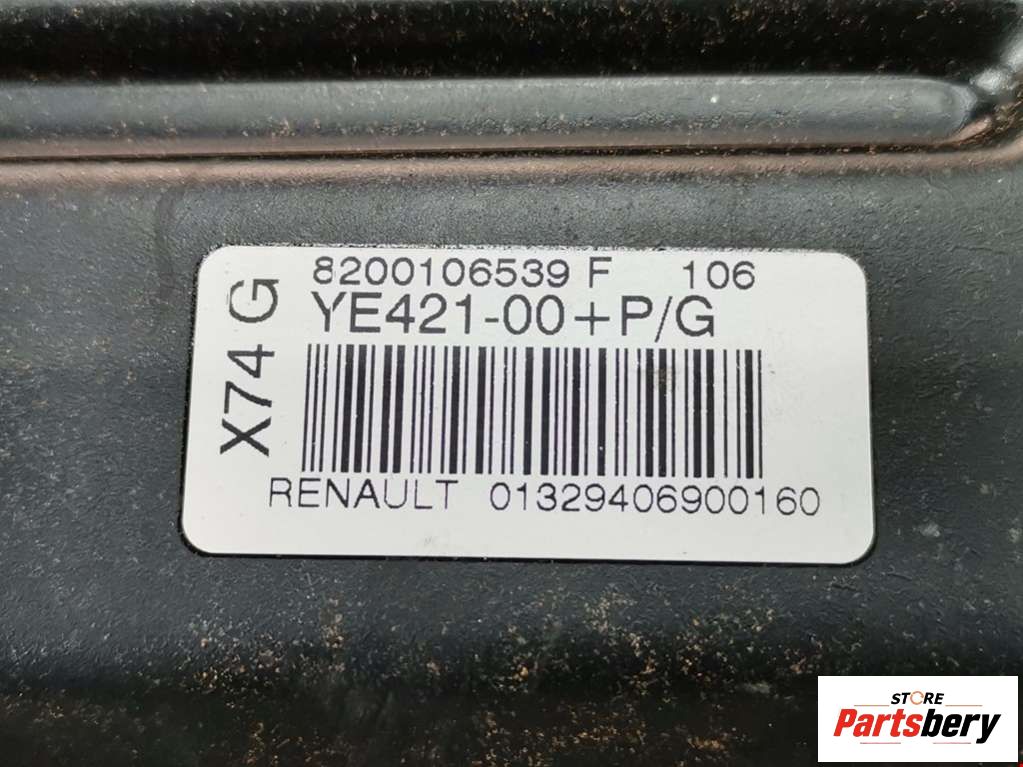 X74 G
8200106539 F 106
YE421-00+P/G
RENAULT 01329406900160
STORE
Partsbery